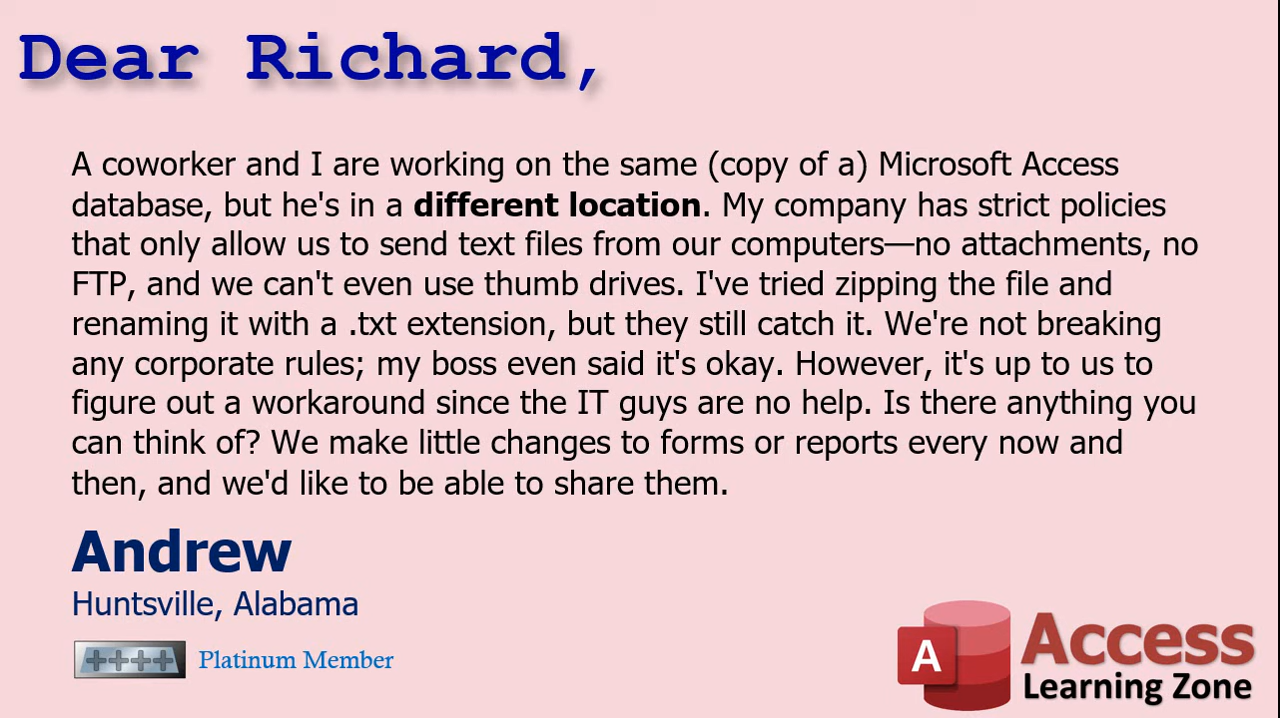 Dear Richard,
A coworker and I are working on the same (copy of a) Microsoft Access
database, but he's in a different location. My company has strict policies
that only allow us to send text files from our computers—no attachments, no
FTP, and we can't even use thumb drives. I've tried zipping the file and
renaming it with a .txt extension, but they still catch it. We're not breaking
any corporate rules; my boss even said it's okay. However, it's up to us to
figure out a workaround since the IT guys are no help. Is there anything you
can think of? We make little changes to forms or reports every now and
then, and we'd like to be able to share them.
Andrew
Huntsville, Alabama
++++ Platinum Member
A Access
Learning Zone